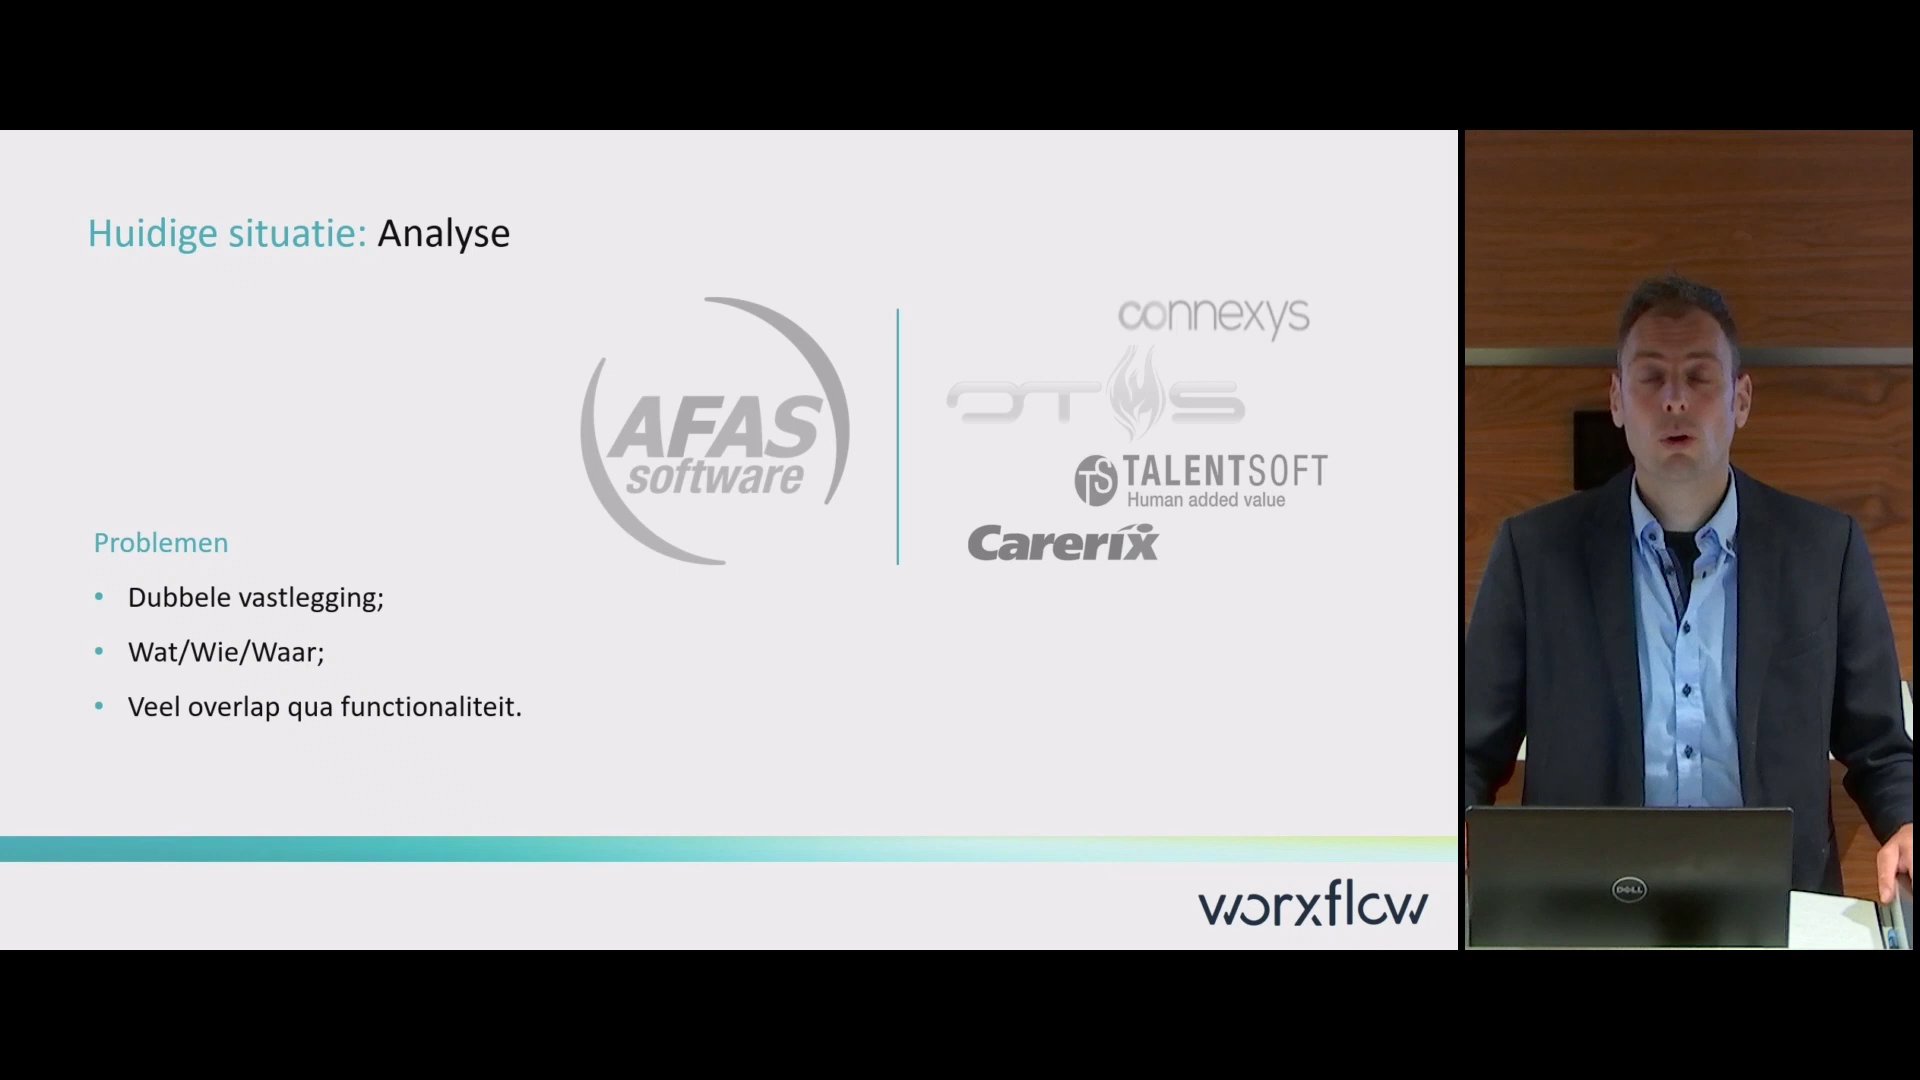 Huidige situatie: Analyse
connexys
OTYS
AFAS
software
TS TALENTSOFT
Human added value
Carerix
Problemen
• Dubbele vastlegging;
• Wat/Wie/Waar;
• Veel overlap qua functionaliteit.
worxflow
DELL